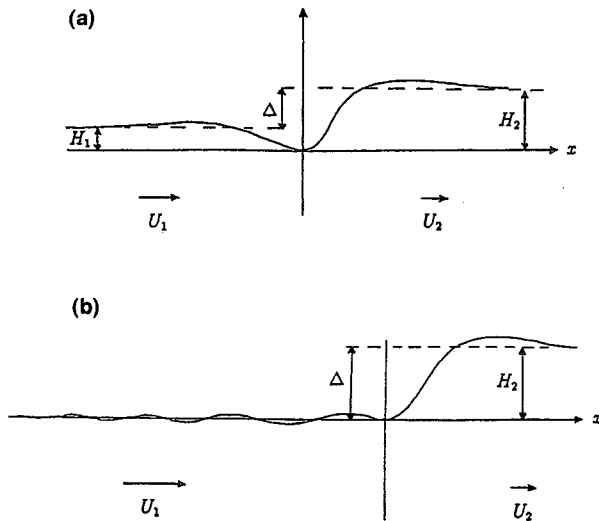 (a)
Δ
H₁
H₂
x
U₁
U₂
(b)
Δ
H₂
x
U₁
U₂